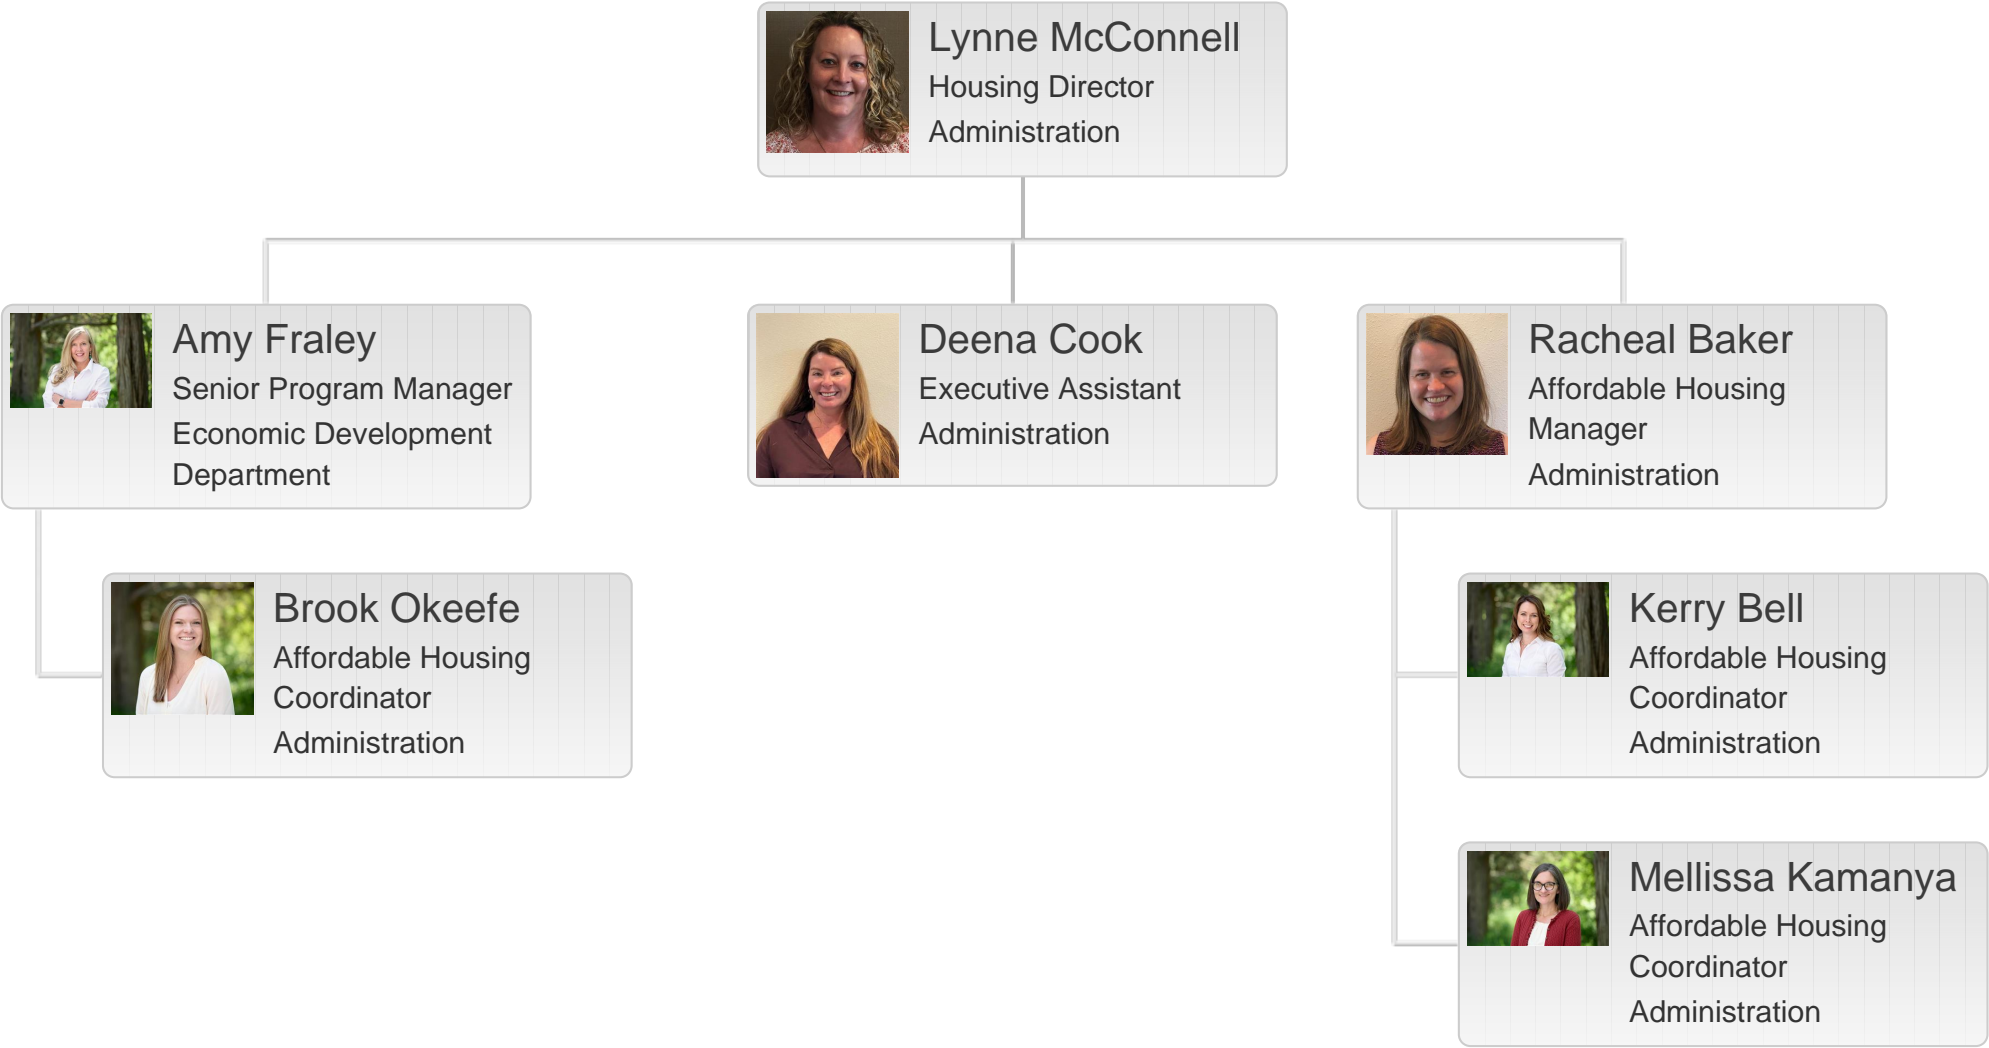 Lynne McConnell
Housing Director
Administration
Amy Fraley
Senior Program Manager
Economic Development
Department
Deena Cook
Executive Assistant
Administration
Racheal Baker
Affordable Housing
Manager
Administration
Brook Okeefe
Affordable Housing
Coordinator
Administration
Kerry Bell
Affordable Housing
Coordinator
Administration
Mellissa Kamanya
Affordable Housing
Coordinator
Administration